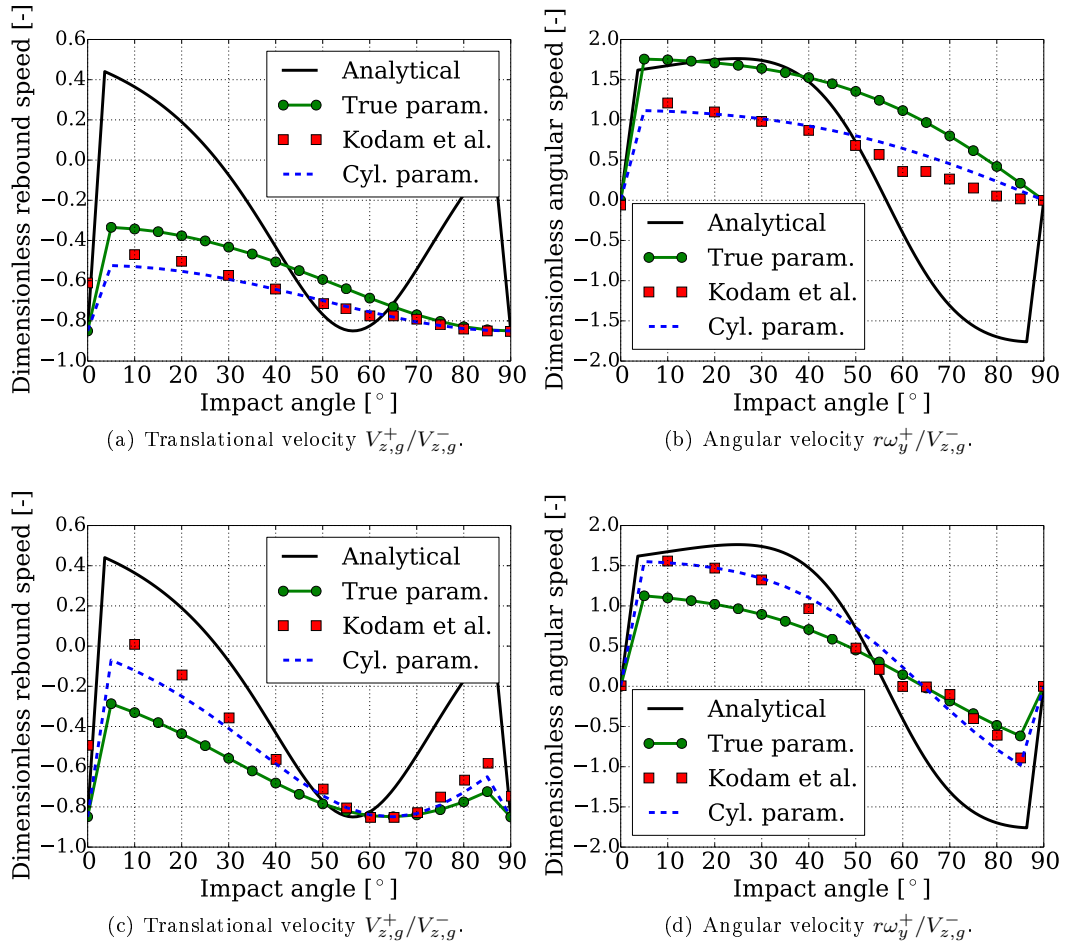 Dimensionless rebound speed [-]
0.6
0.4
0.2
0.0
−0.2
−0.4
−0.6
−0.8
−1.0
Analytical
True param.
Kodam et al.
Cyl. param.
0 10 20 30 40 50 60 70 80 90
Impact angle [°]
(a) Translational velocity V⁺z,g/V⁻z,g.
Dimensionless angular speed [-]
2.0
1.5
1.0
0.5
0.0
−0.5
−1.0
−1.5
−2.0
Analytical
True param.
Kodam et al.
Cyl. param.
0 10 20 30 40 50 60 70 80 90
Impact angle [°]
(b) Angular velocity rω⁺y/V⁻z,g.
Dimensionless rebound speed [-]
0.6
0.4
0.2
0.0
−0.2
−0.4
−0.6
−0.8
−1.0
Analytical
True param.
Kodam et al.
Cyl. param.
0 10 20 30 40 50 60 70 80 90
Impact angle [°]
(c) Translational velocity V⁺z,g/V⁻z,g.
Dimensionless angular speed [-]
2.0
1.5
1.0
0.5
0.0
−0.5
−1.0
−1.5
−2.0
Analytical
True param.
Kodam et al.
Cyl. param.
0 10 20 30 40 50 60 70 80 90
Impact angle [°]
(d) Angular velocity rω⁺y/V⁻z,g.